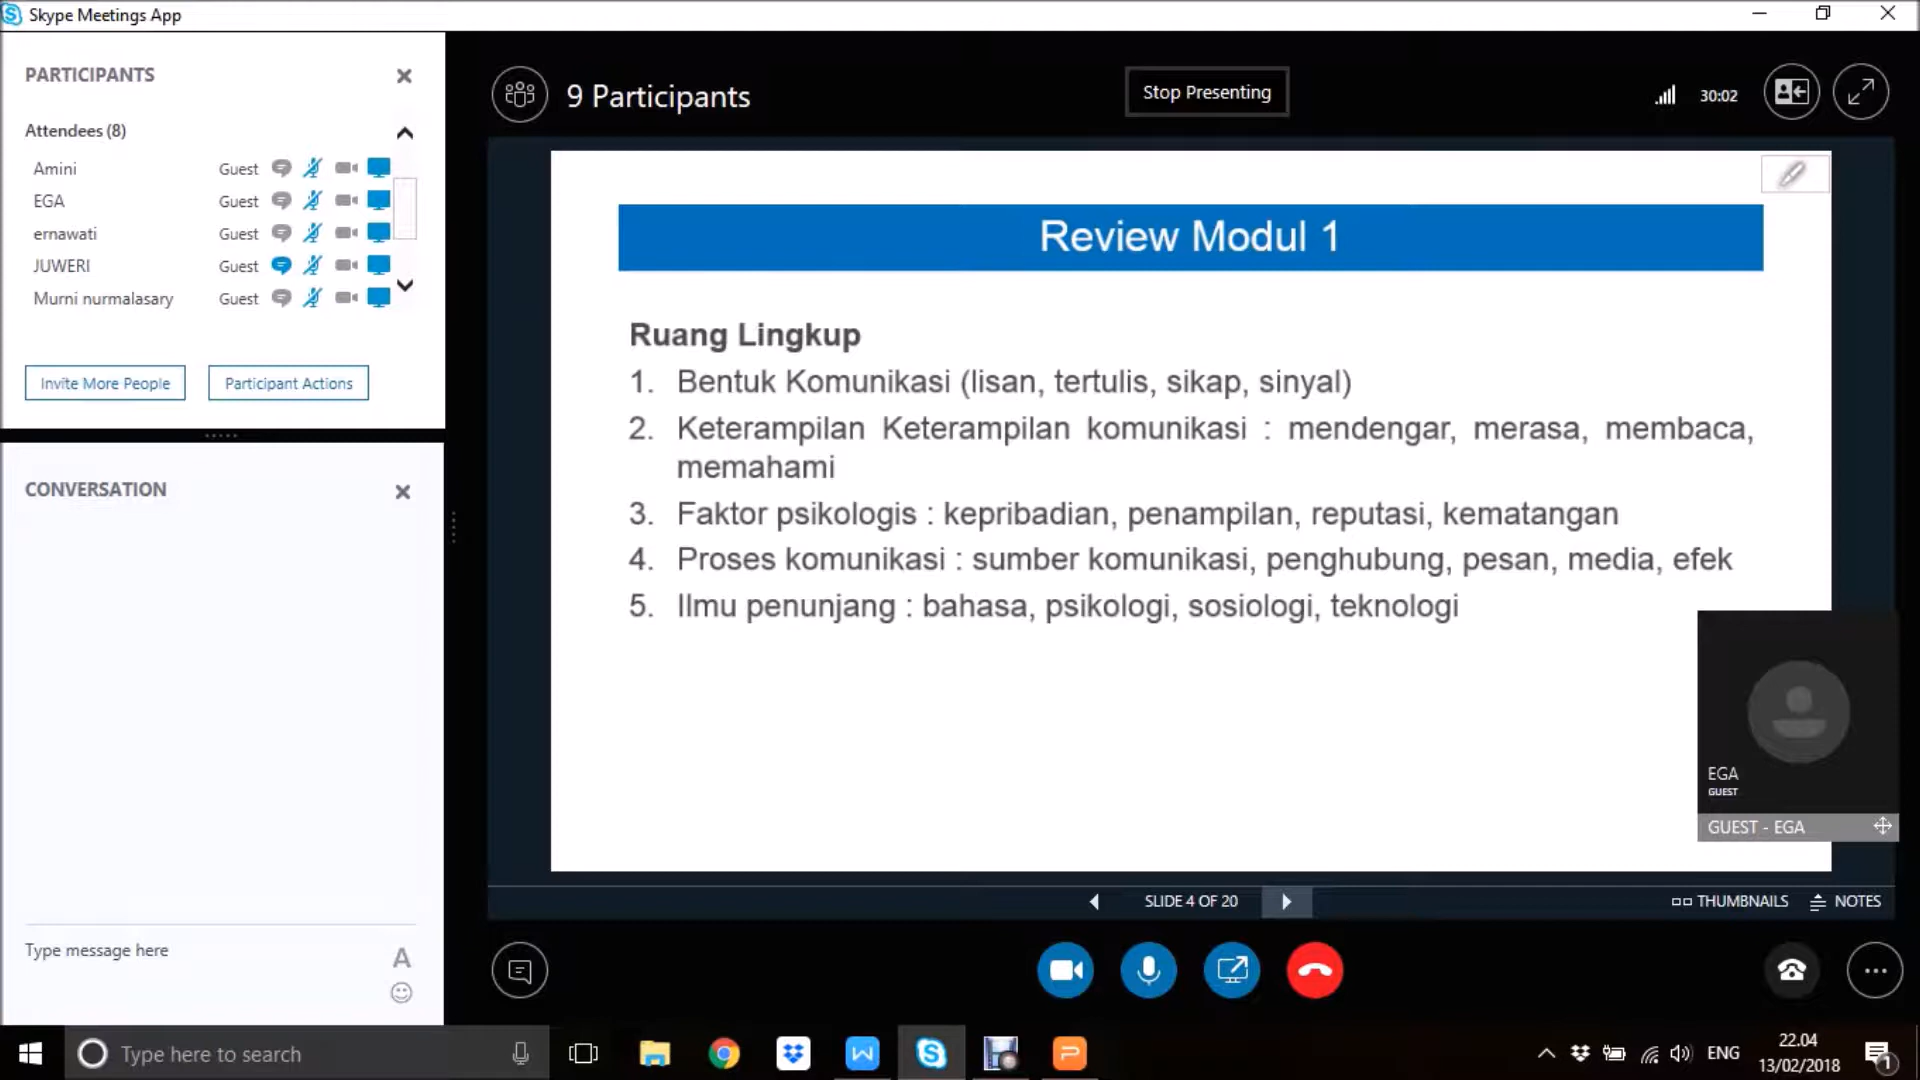 Skype Meetings App
PARTICIPANTS
Attendees (8)
Amini Guest
EGA Guest
ernawati Guest
JUWERI Guest
Murni nurmalasary Guest
Invite More People Participant Actions
CONVERSATION
Type message here
A
9 Participants
Stop Presenting
30:02
Review Modul 1
Ruang Lingkup
1. Bentuk Komunikasi (lisan, tertulis, sikap, sinyal)
2. Keterampilan Keterampilan komunikasi : mendengar, merasa, membaca,
memahami
3. Faktor psikologis : kepribadian, penampilan, reputasi, kematangan
4. Proses komunikasi : sumber komunikasi, penghubung, pesan, media, efek
5. Ilmu penunjang : bahasa, psikologi, sosiologi, teknologi
EGA
GUEST
GUEST - EGA
SLIDE 4 OF 20
THUMBNAILS NOTES
Type here to search
ENG
22.04
13/02/2018
1